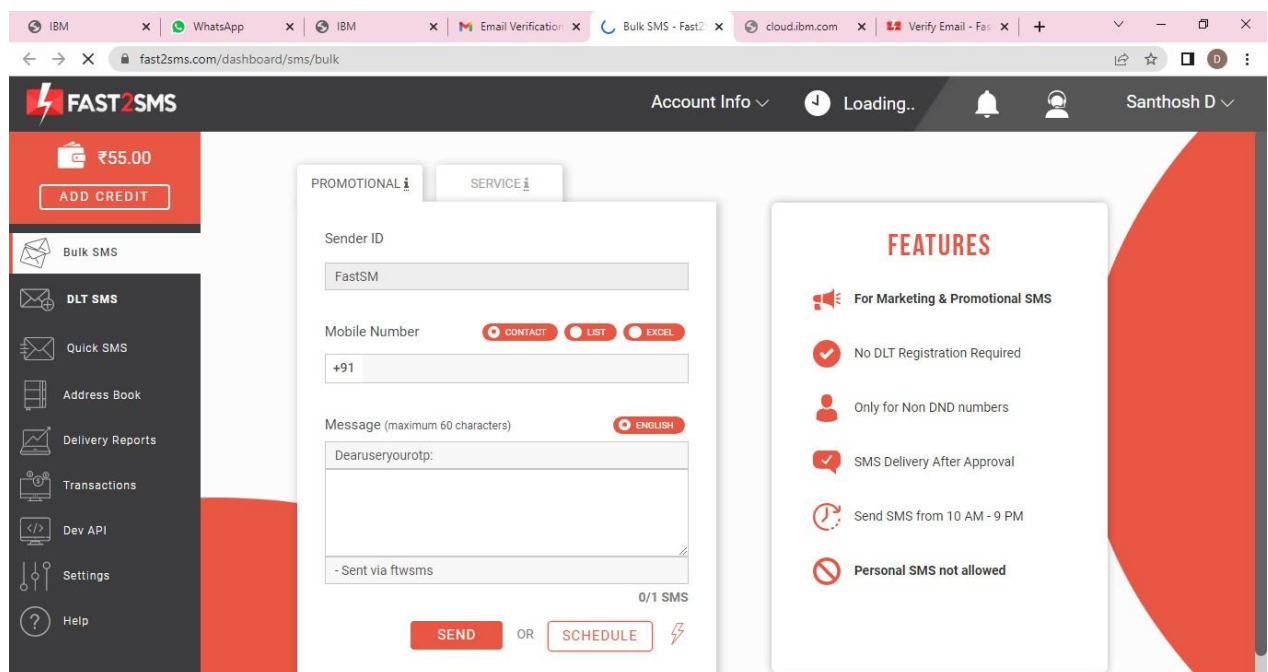 IBM WhatsApp IBM Email Verification Bulk SMS - Fast2S cloud.ibm.com Verify Email - Fas
fast2sms.com/dashboard/sms/bulk D
FAST2SMS Account Info Loading.. Santhosh D
₹55.00
ADD CREDIT
Bulk SMS
DLT SMS
Quick SMS
Address Book
Delivery Reports
Transactions
Dev API
Settings
Help
PROMOTIONAL i SERVICE i
Sender ID
FastSM
Mobile Number CONTACT LIST EXCEL
+91
Message (maximum 60 characters) ENGLISH
Dearuseryourotp:
- Sent via ftwsms
0/1 SMS
SEND OR SCHEDULE
FEATURES
For Marketing & Promotional SMS
No DLT Registration Required
Only for Non DND numbers
SMS Delivery After Approval
Send SMS from 10 AM - 9 PM
Personal SMS not allowed